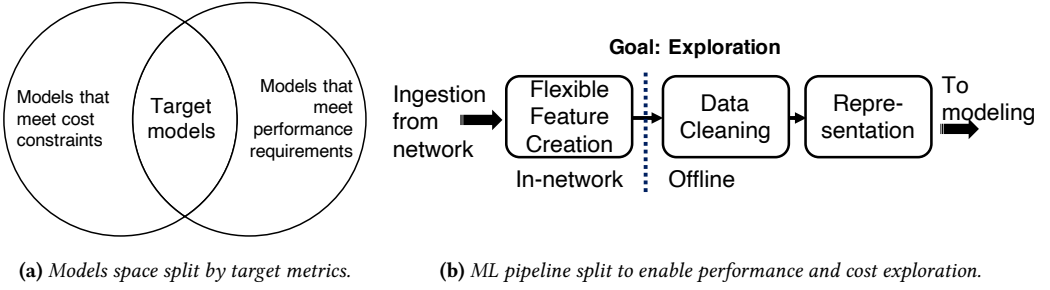 Models that
meet cost
constraints
Target
models
Models that
meet
performance
requirements
(a) Models space split by target metrics.
Goal: Exploration
Ingestion
from
network
Flexible
Feature
Creation
Data
Cleaning
Repre-
sentation
To
modeling
In-network
Offline
(b) ML pipeline split to enable performance and cost exploration.